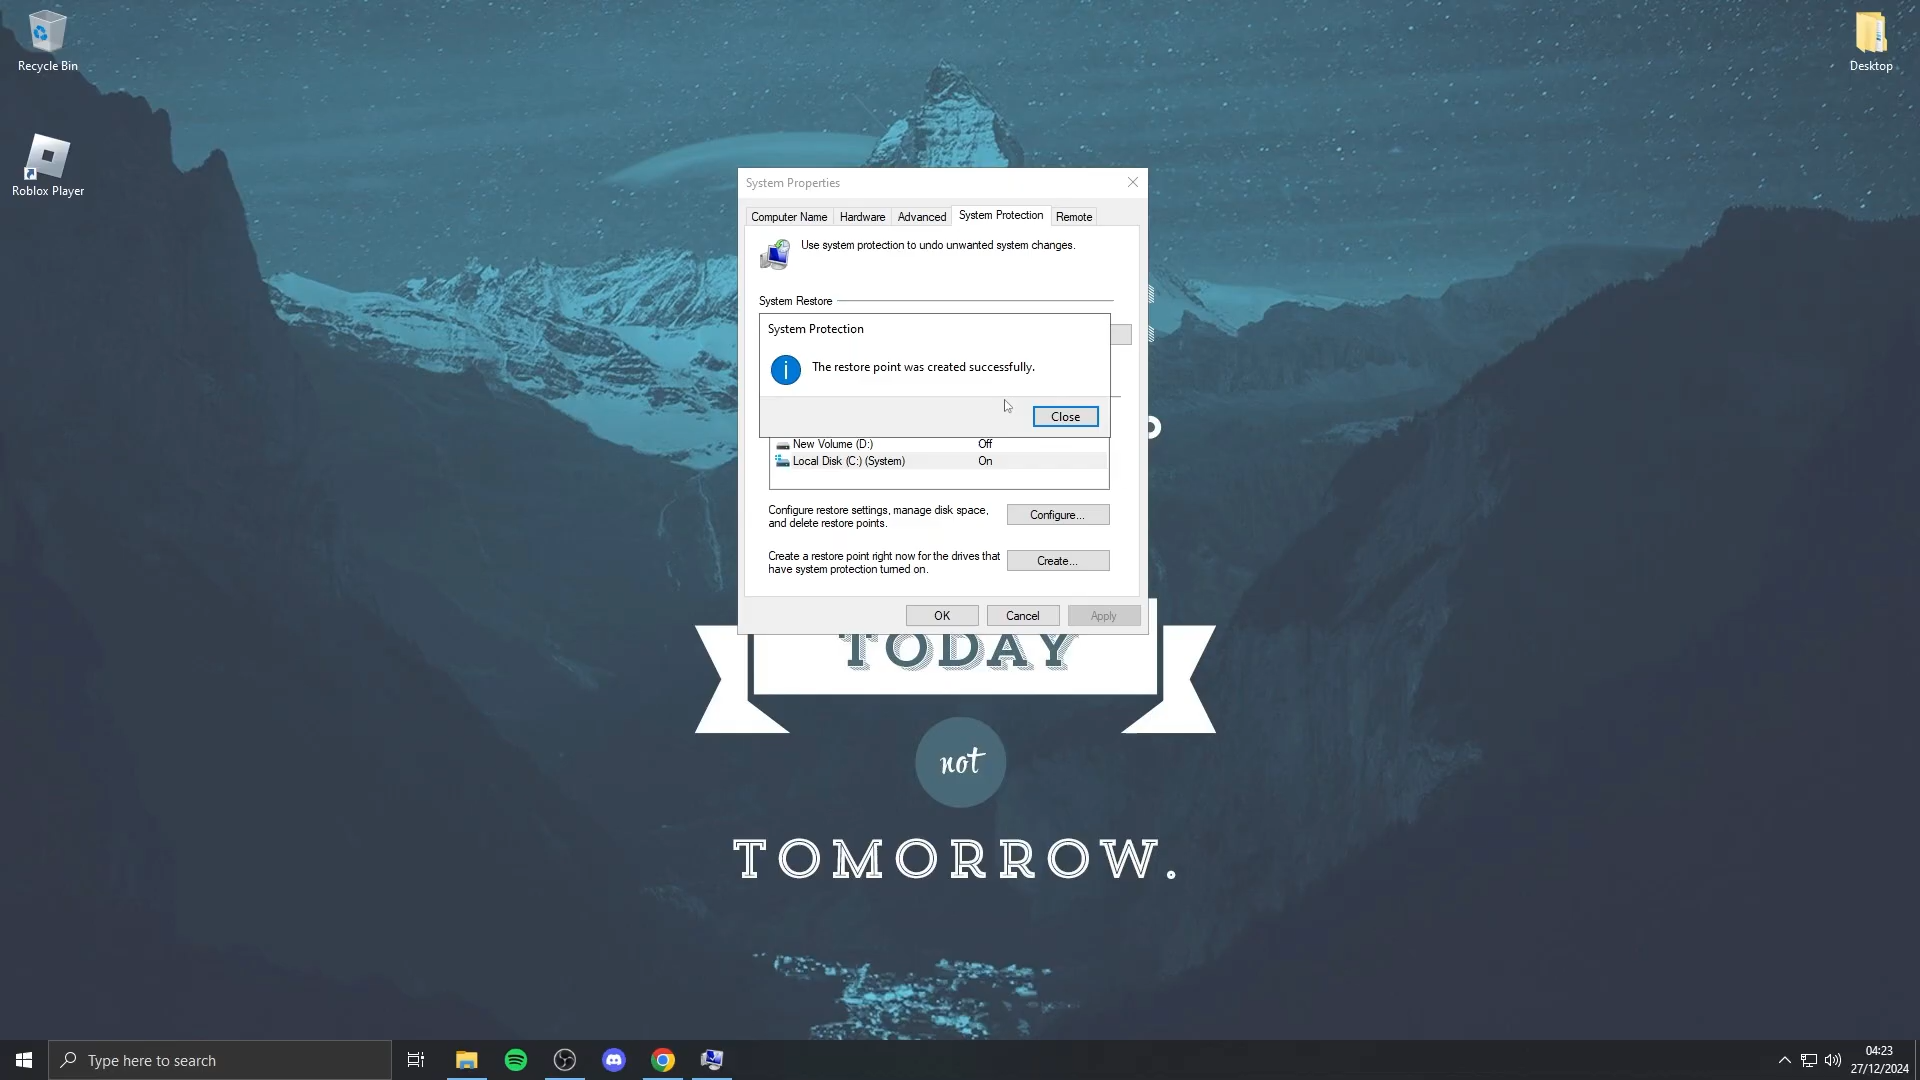 Recycle Bin
Desktop
Roblox Player
System Properties
Computer Name
Hardware
Advanced
System Protection
Remote
Use system protection to undo unwanted system changes.
System Restore
System Protection
The restore point was created successfully.
Close
New Volume (D:) Off
Local Disk (C:) (System) On
Configure restore settings, manage disk space,
and delete restore points.
Configure...
Create a restore point right now for the drives that
have system protection turned on.
Create...
OK
Cancel
Apply
TODAY
not
TOMORROW.
Type here to search
04:23
27/12/2024